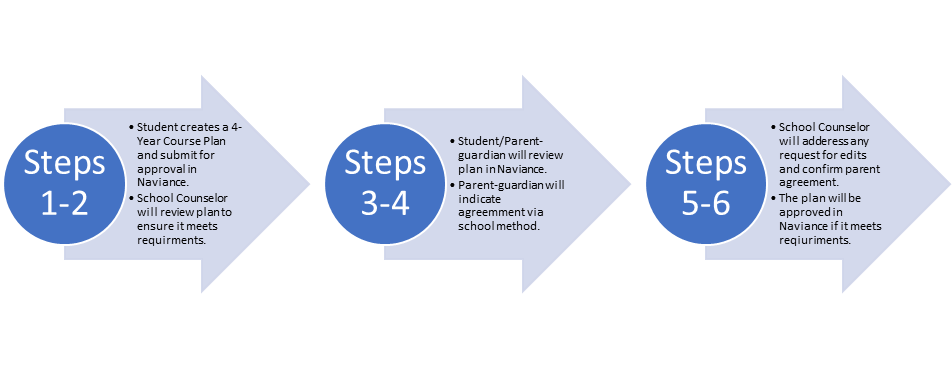 Steps
1-2
• Student creates a 4-
Year Course Plan
and submit for
approval in
Naviance.
• School Counselor
will review plan to
ensure it meets
requirments.
Steps
3-4
• Student/Parent-
guardian will review
plan in Naviance.
• Parent-guardian will
indicate
agreemment via
school method.
Steps
5-6
• School Counselor
will address any
request for edits
and confirm parent
agreement.
• The plan will be
approved in
Naviance if it meets
reqiuriments.